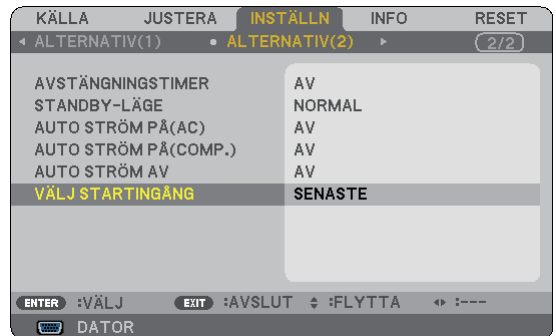 KÄLLA JUSTERA INSTÄLLN INFO RESET
ALTERNATIV(1) • ALTERNATIV(2) 2/2
AVSTÄNGNINGSTIMER AV
STANDBY-LÄGE NORMAL
AUTO STRÖM PÅ(AC) AV
AUTO STRÖM PÅ(COMP.) AV
AUTO STRÖM AV AV
VÄLJ STARTINGÅNG SENASTE
ENTER :VÄLJ EXIT :AVSLUT :FLYTTA :---
DATOR